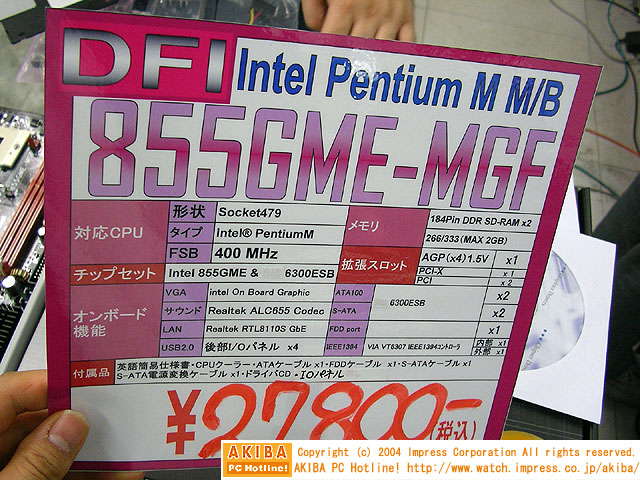 DFI Intel Pentium M M/B
855GME-MGF
対応CPU 形状 Socket479
タイプ Intel® PentiumM
FSB 400 MHz
メモリ 184Pin DDR SD-RAM x2
266/333(MAX 2GB)
チップセット Intel 855GME & 6300ESB
拡張スロット AGP(x4)1.5V x1
PCI-X x1
PCI x2
オンボード機能
VGA intel On Board Graphic
サウンド Realtek ALC655 Codec
LAN Realtek RTL8110S GbE
USB2.0 後部I/Oパネル x4
ATA100 6300ESB x2
S-ATA x2
FDD port x1
IEEE1394 VIA VT6307 IEEE1394コントローラ 内部 x1
外部 x1
付属品 英語簡易仕様書・CPUクーラー・ATAケーブル x1・FDDケーブル x1・S-ATAケーブル x1
S-ATA電源変換ケーブル x1・ドライバCD・IOパネル
¥27800-(税込)
AKIBA PC Hotline!
Copyright (c) 2004 Impress Corporation All rights reserved.
AKIBA PC Hotline! http://www.watch.impress.co.jp/akiba/